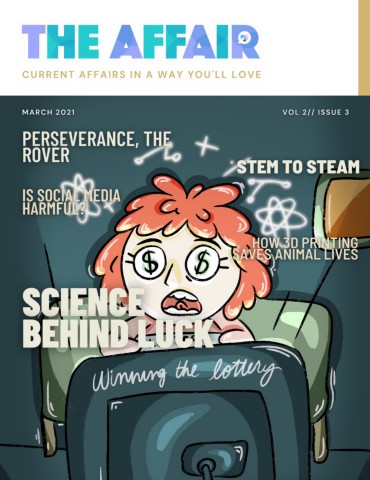 THE AFFAIR
CURRENT AFFAIRS IN A WAY YOU'LL LOVE
MARCH 2021
VOL 2// ISSUE 3
PERSEVERANCE, THE
ROVER
STEM TO STEAM
IS SOCIAL MEDIA
HARMFUL?
HOW 3D PRINTING
SAVES ANIMAL LIVES
$ $
SCIENCE
BEHIND LUCK
Winning the lottery